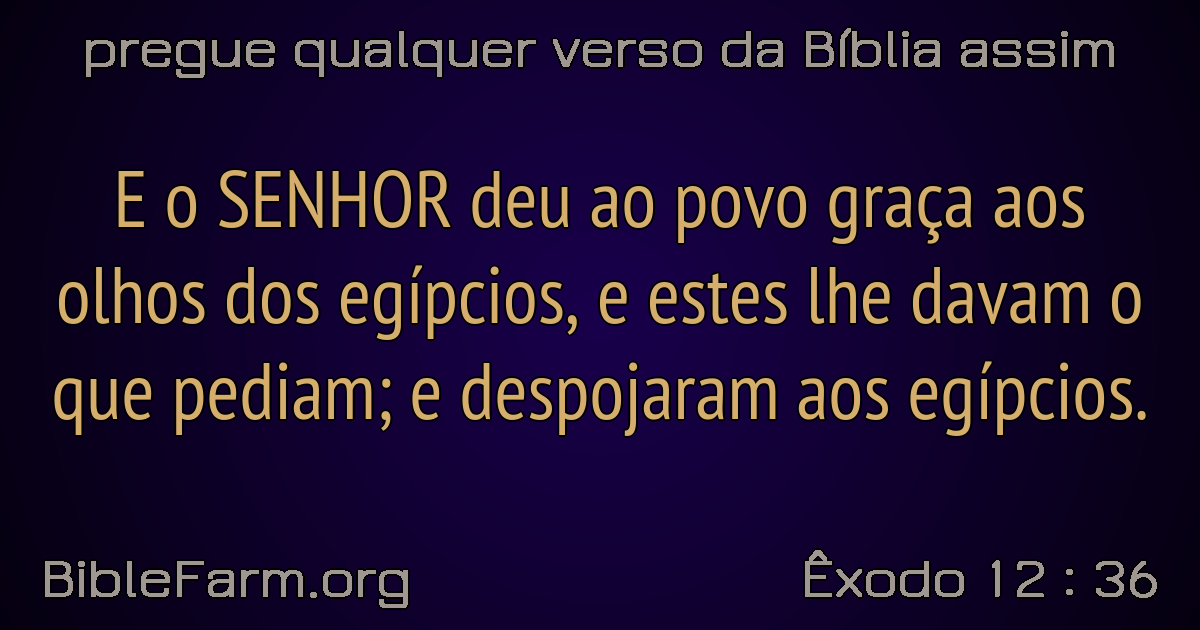 pregue qualquer verso da Bíblia assim
E o SENHOR deu ao povo graça aos
olhos dos egípcios, e estes lhe davam o
que pediam; e despojaram aos egípcios.
BibleFarm.org
Êxodo 12 : 36